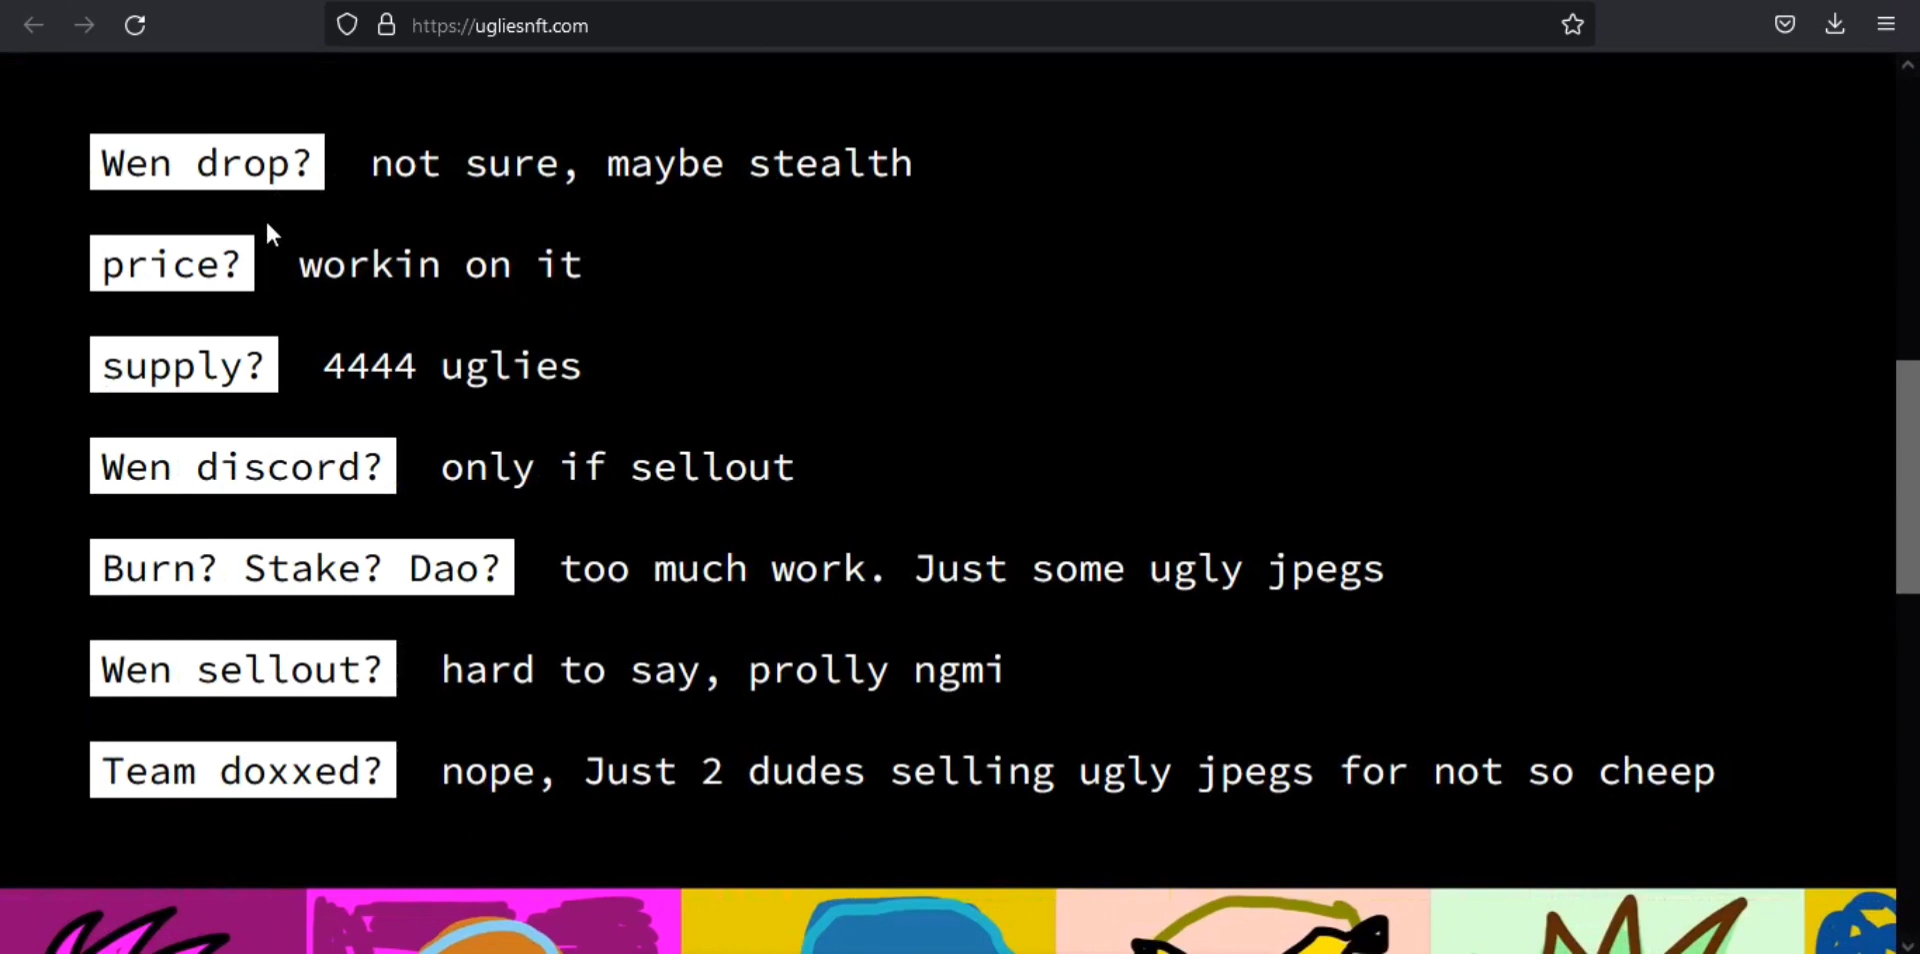 https://ugliesnft.com
Wen drop? not sure, maybe stealth
price? workin on it
supply? 4444 uglies
Wen discord? only if sellout
Burn? Stake? Dao? too much work. Just some ugly jpegs
Wen sellout? hard to say, prolly ngmi
Team doxxed? nope, Just 2 dudes selling ugly jpegs for not so cheep